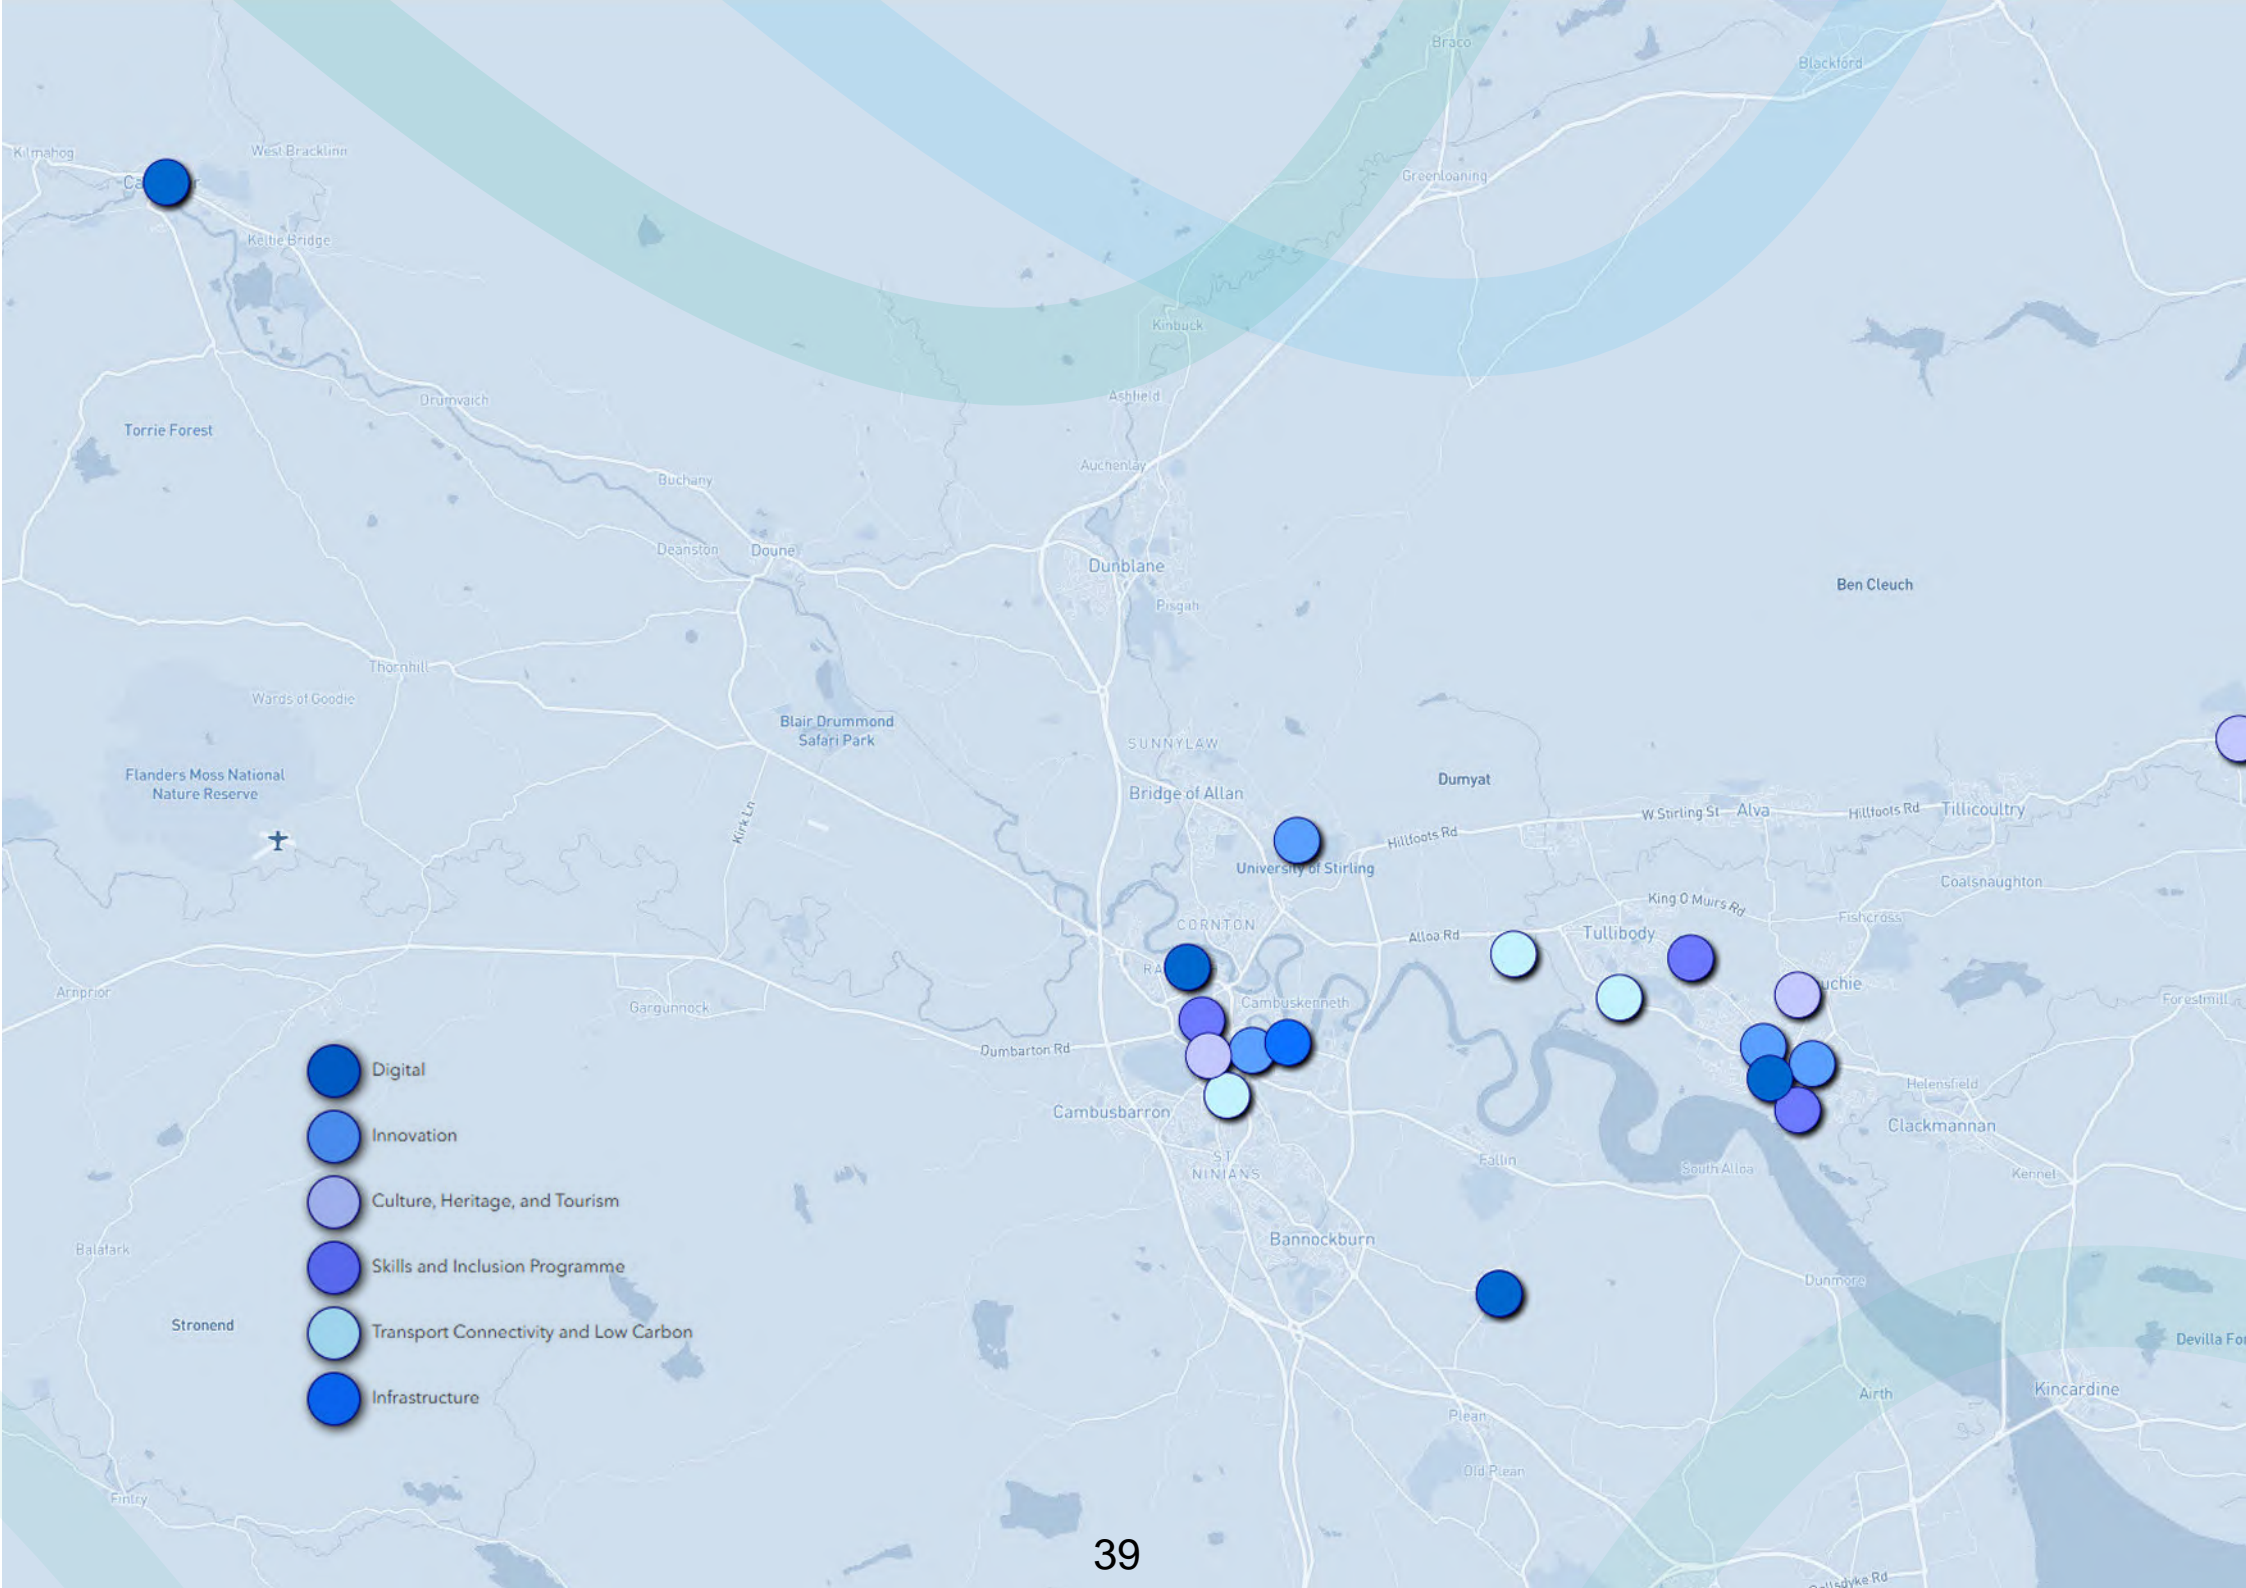 Braco
Blackford
Kilmahog
West Bracklinn
Greenloaning
Keltie Bridge
Kinbuck
Ashfield
Drumvaich
Torrie Forest
Auchenlay
Buchany
Deanston
Doune
Dunblane
Ben Cleuch
Pisgah
Thornhill
Wards of Goodie
Blair Drummond
Safari Park
SUNNYLAW
Flanders Moss National
Nature Reserve
Dumyat
Bridge of Allan
Kirk Ln
W Stirling St
Alva
Hillfoots Rd
Tillicoultry
Hillfoots Rd
University of Stirling
Coalsnaughton
King O Muirs Rd
Fishcross
CORNTON
Alloa Rd
Tullibody
Arnprior
Gargunnock
Cambuskenneth
Forestmill
Dumbarton Rd
Digital
Helensfield
Cambusbarron
Clackmannan
Innovation
ST
NINIANS
Fallin
South Alloa
Kennet
Culture, Heritage, and Tourism
Balafark
Bannockburn
Skills and Inclusion Programme
Dunmore
Stronend
Transport Connectivity and Low Carbon
Devilla
Infrastructure
Airth
Kincardine
Plean
Old Plean
Fintry
39